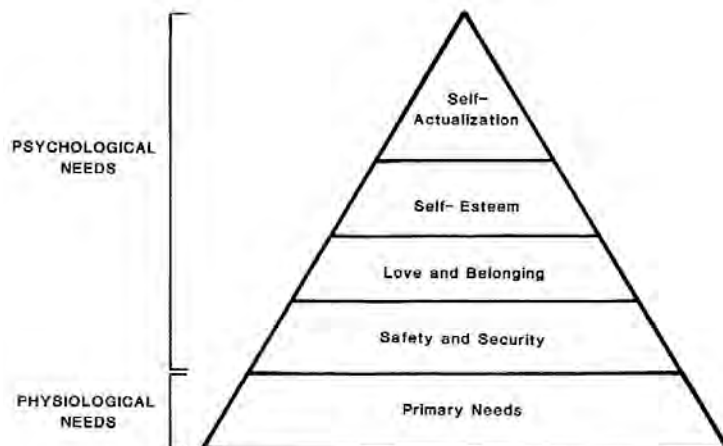 Self-
Actualization
PSYCHOLOGICAL
NEEDS
Self- Esteem
Love and Belonging
Safety and Security
PHYSIOLOGICAL
NEEDS
Primary Needs